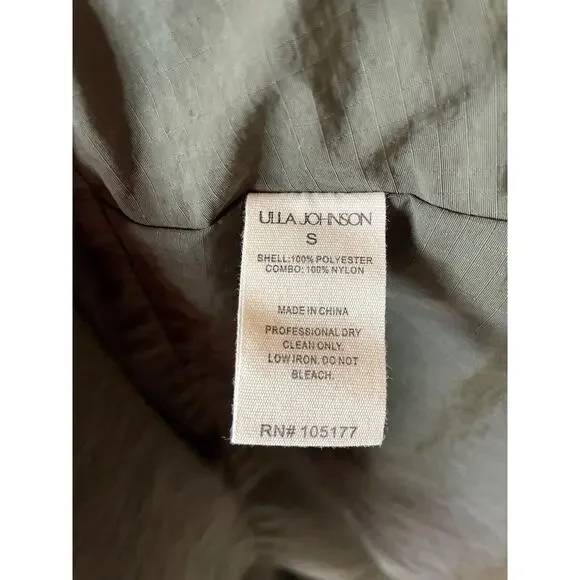 ULLA JOHNSON
S
SHELL:100% POLYESTER
COMBO: 100% NYLON
MADE IN CHINA
PROFESSIONAL DRY
CLEAN ONLY.
LOW IRON. DO NOT
BLEACH.
RN# 105177